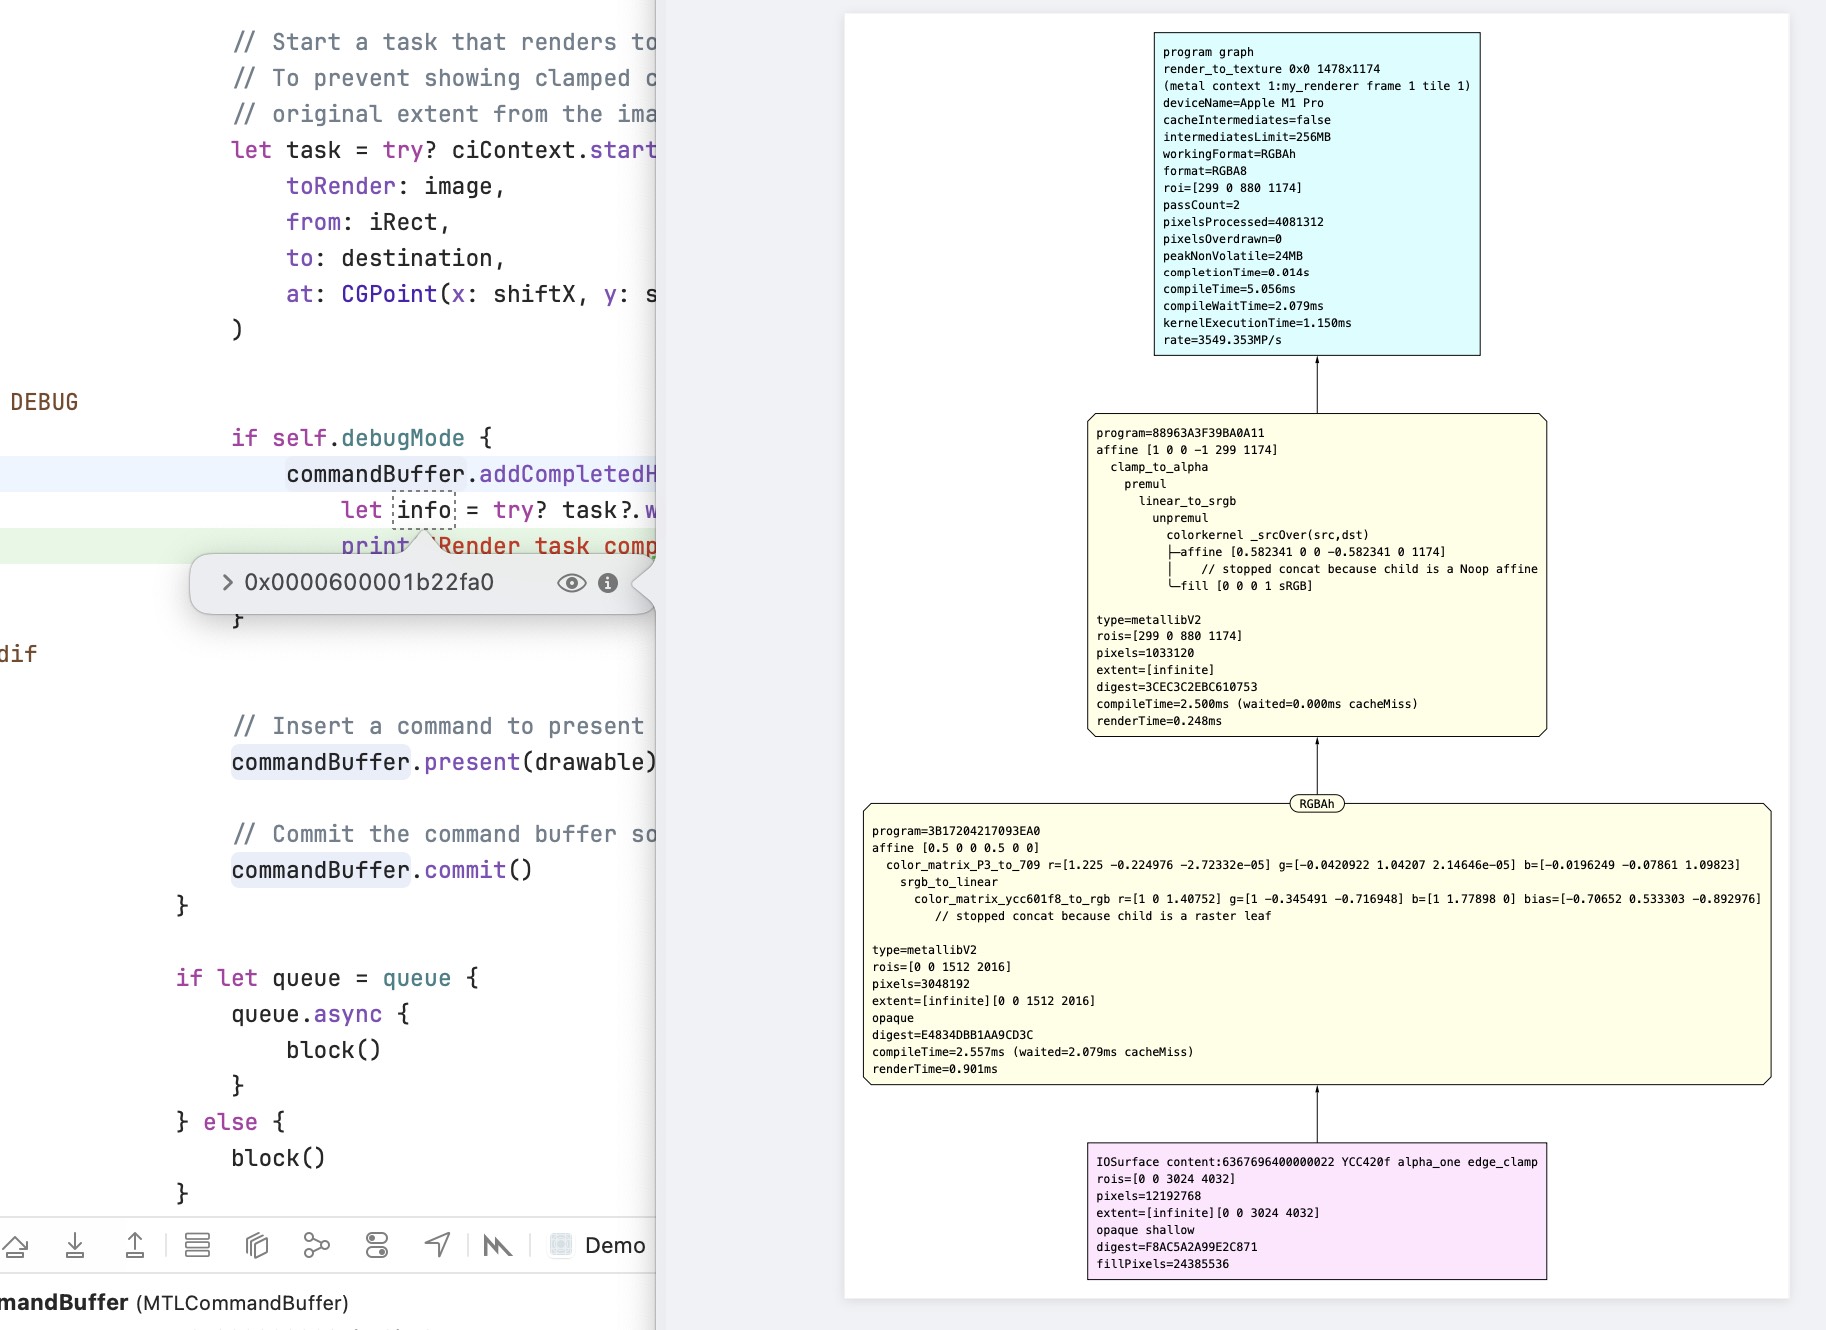 // Start a task that renders to
// To prevent showing clamped c
// original extent from the ima
let task = try? ciContext.start
toRender: image,
from: iRect,
to: destination,
at: CGPoint(x: shiftX, y: s
)
DEBUG
if self.debugMode {
commandBuffer.addCompletedH
let info = try? task?.w
print Render task comp
0x0000600001b22fa0
}
dif
// Insert a command to present
commandBuffer.present(drawable)
// Commit the command buffer so
commandBuffer.commit()
}
if let queue = queue {
queue.async {
block()
}
} else {
block()
}
Demo
mandBuffer (MTLCommandBuffer)
program graph
render_to_texture 0x0 1478x1174
(metal context 1:my_renderer frame 1 tile 1)
deviceName=Apple M1 Pro
cacheIntermediates=false
intermediatesLimit=256MB
workingFormat=RGBAh
format=RGBA8
roi=[299 0 880 1174]
passCount=2
pixelsProcessed=4081312
pixelsOverdrawn=0
peakNonVolatile=24MB
completionTime=0.014s
compileTime=5.056ms
compileWaitTime=2.079ms
kernelExecutionTime=1.150ms
rate=3549.353MP/s
program=88963A3F39BA0A11
affine [1 0 0 -1 299 1174]
clamp_to_alpha
premul
linear_to_srgb
unpremul
colorkernel _srcOver(src,dst)
├─affine [0.582341 0 0 -0.582341 0 1174]
│ // stopped concat because child is a Noop affine
└─fill [0 0 0 1 sRGB]
type=metallibV2
rois=[299 0 880 1174]
pixels=1033120
extent=[infinite]
digest=3CEC3C2EBC610753
compileTime=2.500ms (waited=0.000ms cacheMiss)
renderTime=0.248ms
RGBAh
program=3B17204217093EA0
affine [0.5 0 0 0.5 0 0]
color_matrix_P3_to_709 r=[1.225 -0.224976 -2.72332e-05] g=[-0.0420922 1.04207 2.14646e-05] b=[-0.0196249 -0.07861 1.09823]
srgb_to_linear
color_matrix_ycc601f8_to_rgb r=[1 0 1.40752] g=[1 -0.345491 -0.716948] b=[1 1.77898 0] bias=[-0.70652 0.533303 -0.892976]
// stopped concat because child is a raster leaf
type=metallibV2
rois=[0 0 1512 2016]
pixels=3048192
extent=[infinite][0 0 1512 2016]
opaque
digest=E4834DBB1AA9CD3C
compileTime=2.557ms (waited=2.079ms cacheMiss)
renderTime=0.901ms
IOSurface content:6367696400000022 YCC420f alpha_one edge_clamp
rois=[0 0 3024 4032]
pixels=12192768
extent=[infinite][0 0 3024 4032]
opaque shallow
digest=F8AC5A2A99E2C871
fillPixels=24385536